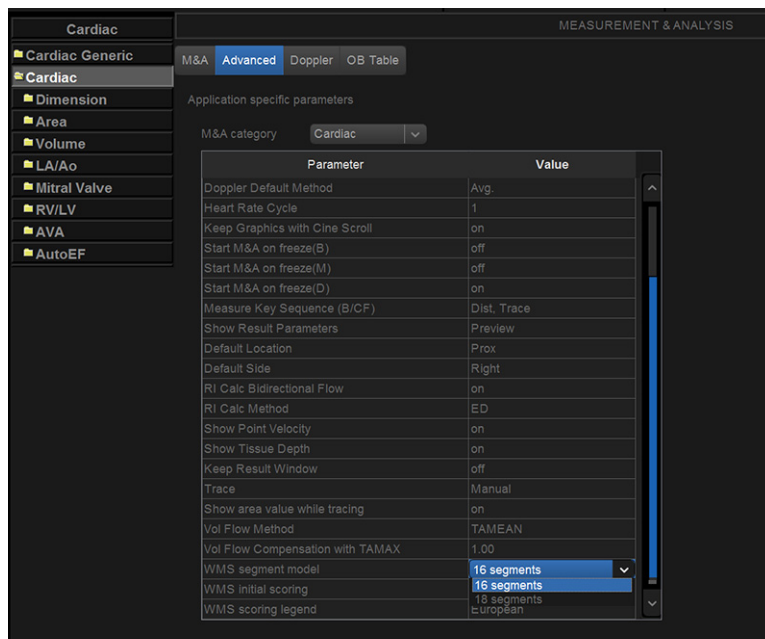 Cardiac
MEASUREMENT & ANALYSIS
Cardiac Generic
Cardiac
Dimension
Area
Volume
LA/Ao
Mitral Valve
RV/LV
AVA
AutoEF
M&A Advanced Doppler OB Table
Application specific parameters
M&A category Cardiac
Parameter Value
Doppler Default Method Avg.
Heart Rate Cycle 1
Keep Graphics with Cine Scroll on
Start M&A on freeze(B) off
Start M&A on freeze(M) off
Start M&A on freeze(D) on
Measure Key Sequence (B/CF) Dist, Trace
Show Result Parameters Preview
Default Location Prox
Default Side Right
RI Calc Bidirectional Flow on
RI Calc Method ED
Show Point Velocity on
Show Tissue Depth on
Keep Result Window off
Trace Manual
Show area value while tracing on
Vol Flow Method TAMEAN
Vol Flow Compensation with TAMAX 1.00
WMS segment model 16 segments
WMS initial scoring 16 segments
18 segments
WMS scoring legend European